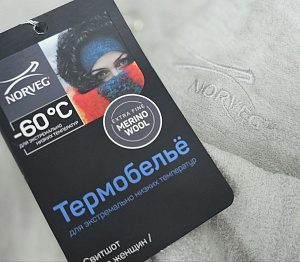 NORVEG
-60°C
ДЛЯ ЭКСТРЕМАЛЬНО
НИЗКИХ ТЕМПЕРАТУР
EXTRA FINE
MERINO
WOOL
Термобельё
для экстремально низких температур
Свитшот
женщин /
NORVEG